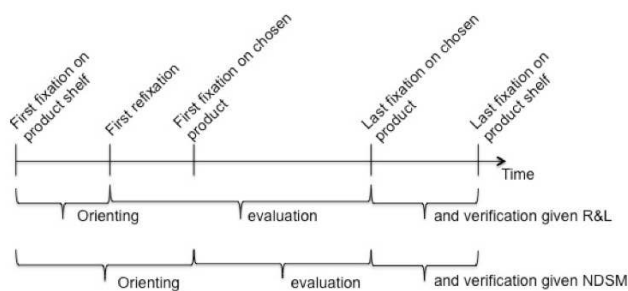 First fixation on
product shelf
First refixation
First fixation on chosen
product
Last fixation on chosen
product
Last fixation on
product shelf
Time
Orienting evaluation and verification given R&L
Orienting evaluation and verification given NDSM